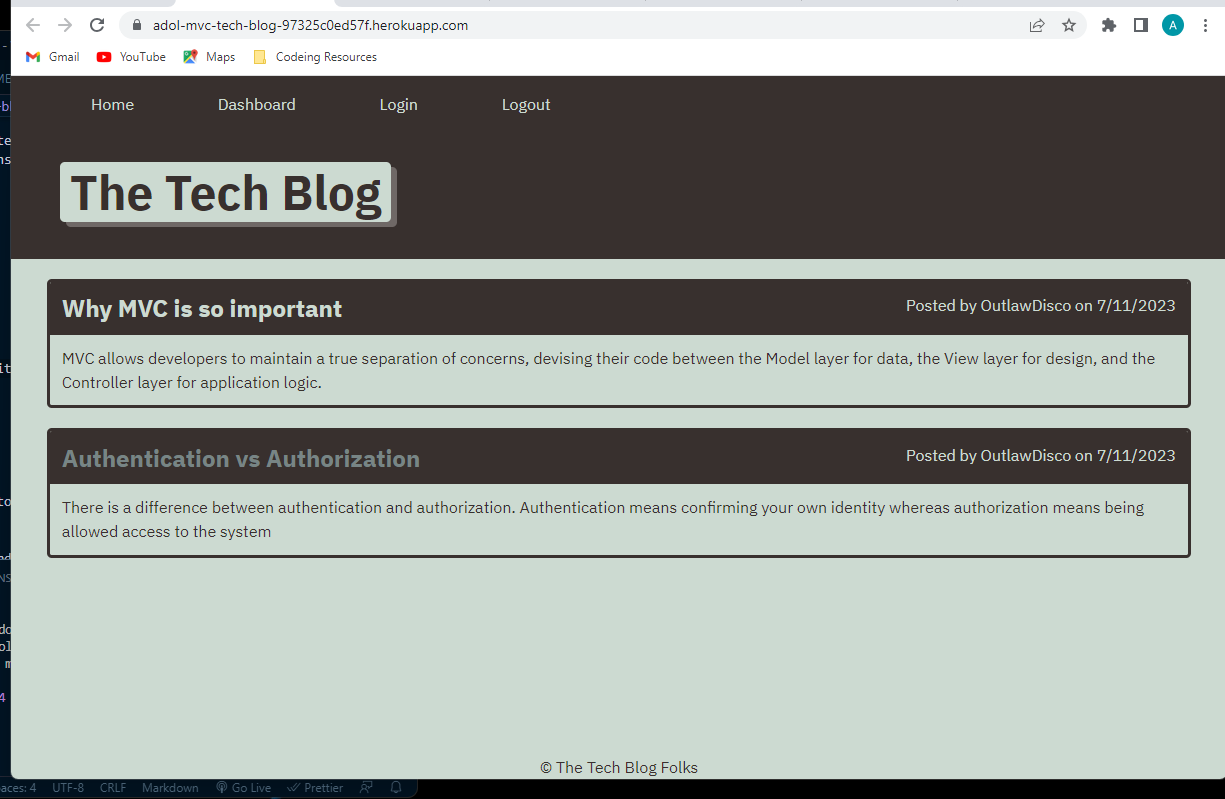 adol-mvc-tech-blog-97325c0ed57f.herokuapp.com
A
Gmail YouTube Maps Codeing Resources
Home Dashboard Login Logout
The Tech Blog
Why MVC is so important
Posted by OutlawDisco on 7/11/2023
MVC allows developers to maintain a true separation of concerns, devising their code between the Model layer for data, the View layer for design, and the
Controller layer for application logic.
Authentication vs Authorization
Posted by OutlawDisco on 7/11/2023
There is a difference between authentication and authorization. Authentication means confirming your own identity whereas authorization means being
allowed access to the system
© The Tech Blog Folks
aces: 4 UTF-8 CRLF Markdown Go Live Prettier